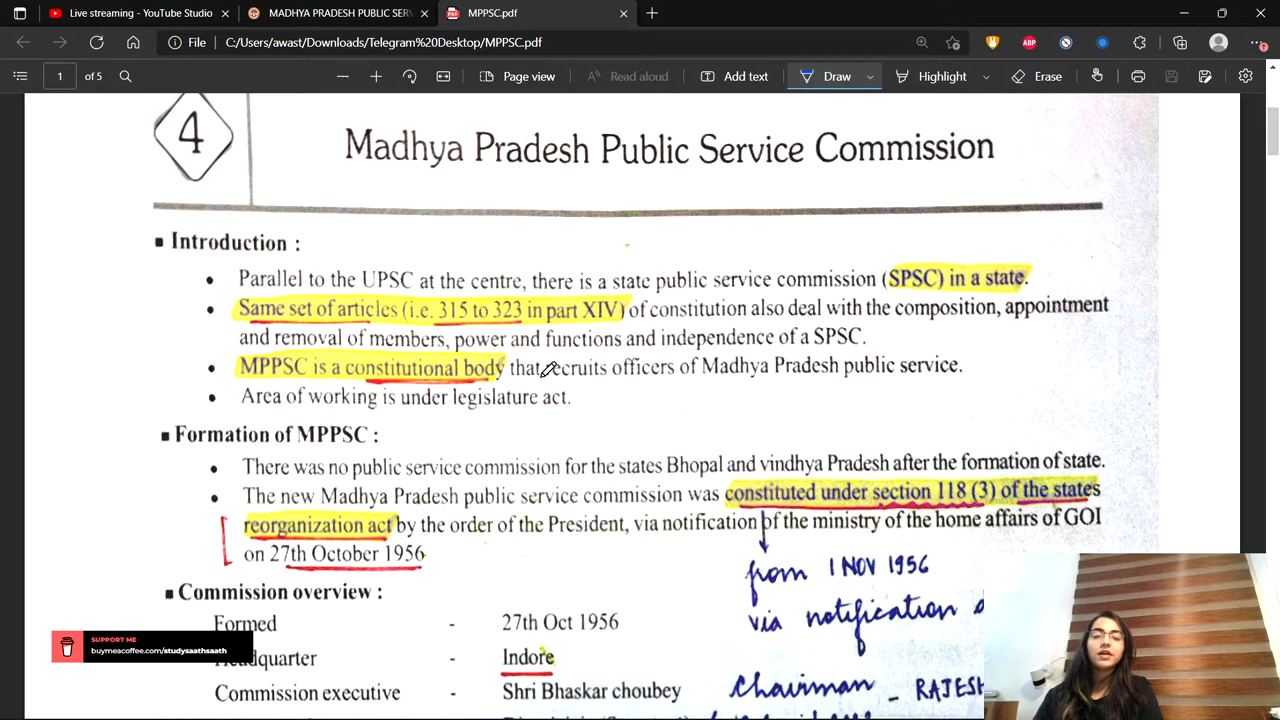 Live streaming - YouTube Studio
MADHYA PRADESH PUBLIC SERV
MPPSC.pdf
File
C:/Users/awast/Downloads/Telegram%20Desktop/MPPSC.pdf
ABP
1 of 5
Page view
Read aloud
Add text
Draw
Highlight
Erase
4
Madhya Pradesh Public Service Commission
Introduction :
Parallel to the UPSC at the centre, there is a state public service commission (SPSC) in a state.
Same set of articles (i.e. 315 to 323 in part XIV) of constitution also deal with the composition, appointment
and removal of members, power and functions and independence of a SPSC.
MPPSC is a constitutional body that recruits officers of Madhya Pradesh public service.
Area of working is under legislature act.
Formation of MPPSC :
There was no public service commission for the states Bhopal and vindhya Pradesh after the formation of state.
The new Madhya Pradesh public service commission was constituted under section 118 (3) of the states
reorganization act by the order of the President, via notification of the ministry of the home affairs of GOI
on 27th October 1956
from 1 NOV 1956
via notification
Commission overview :
Formed - 27th Oct 1956
Headquarter - Indore
Commission executive - Shri Bhaskar choubey
Chairman - RAJESH
SUPPORT ME
buymeacoffee.com/studysaathsaath